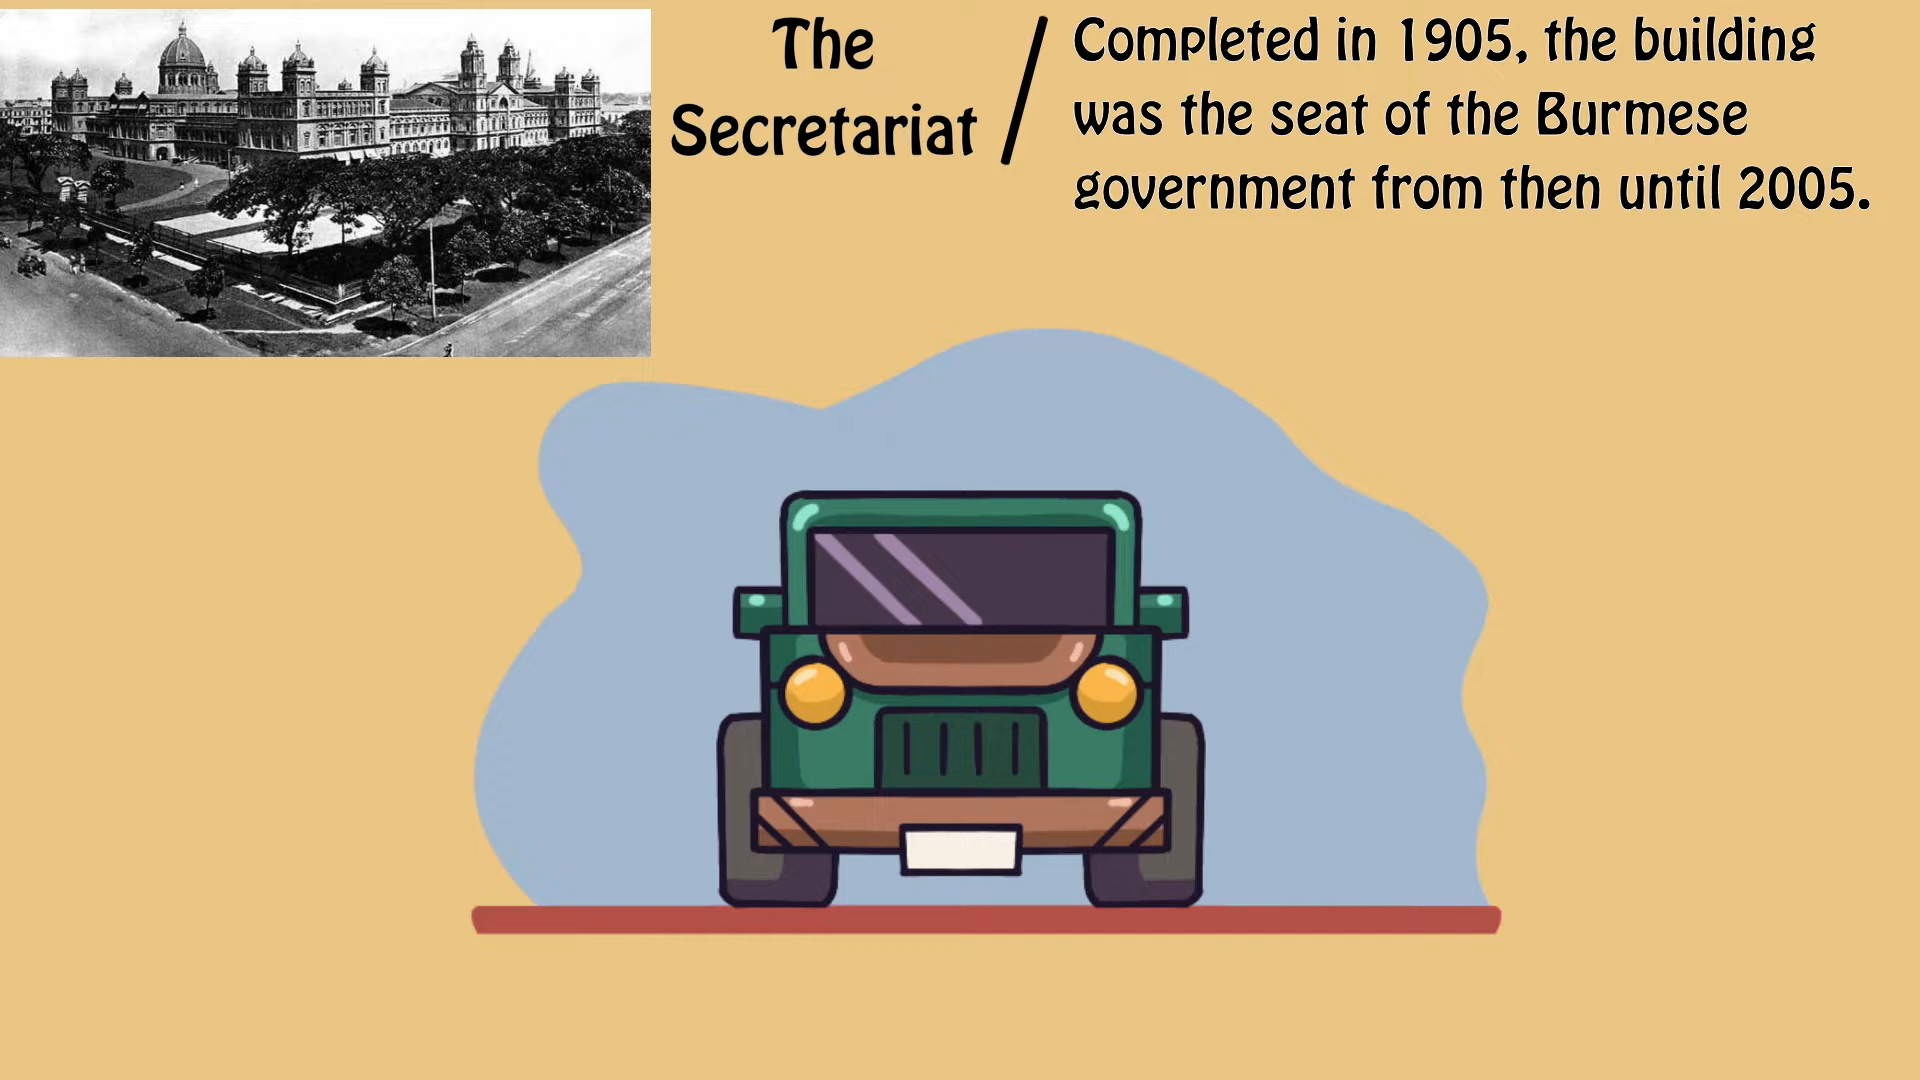 The
Secretariat
Completed in 1905, the building
was the seat of the Burmese
government from then until 2005.